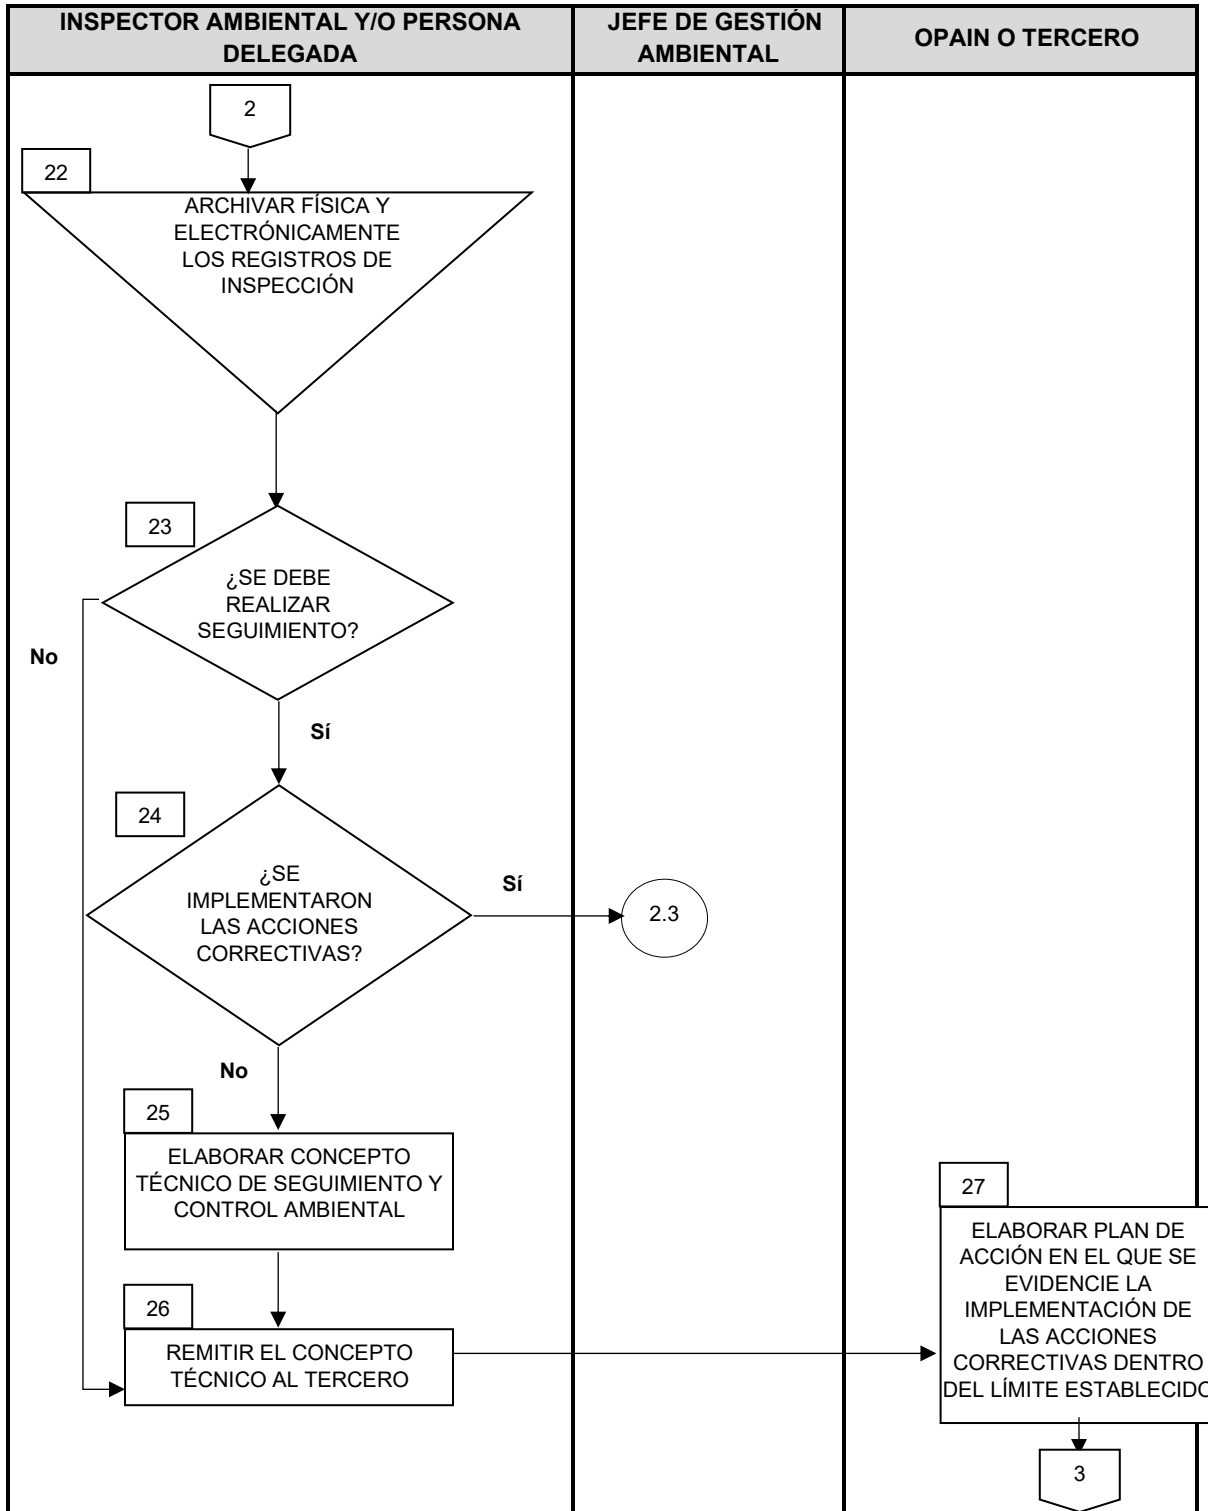 INSPECTOR AMBIENTAL Y/O PERSONA
DELEGADA
JEFE DE GESTIÓN
AMBIENTAL
OPAIN O TERCERO
2
22
ARCHIVAR FÍSICA Y
ELECTRÓNICAMENTE
LOS REGISTROS DE
INSPECCIÓN
23
¿SE DEBE
REALIZAR
SEGUIMIENTO?
No
Sí
24
¿SE
IMPLEMENTARON
LAS ACCIONES
CORRECTIVAS?
Sí
2.3
No
25
ELABORAR CONCEPTO
TÉCNICO DE SEGUIMIENTO Y
CONTROL AMBIENTAL
26
REMITIR EL CONCEPTO
TÉCNICO AL TERCERO
27
ELABORAR PLAN DE
ACCIÓN EN EL QUE SE
EVIDENCIE LA
IMPLEMENTACIÓN DE
LAS ACCIONES
CORRECTIVAS DENTRO
DEL LÍMITE ESTABLECIDO
3